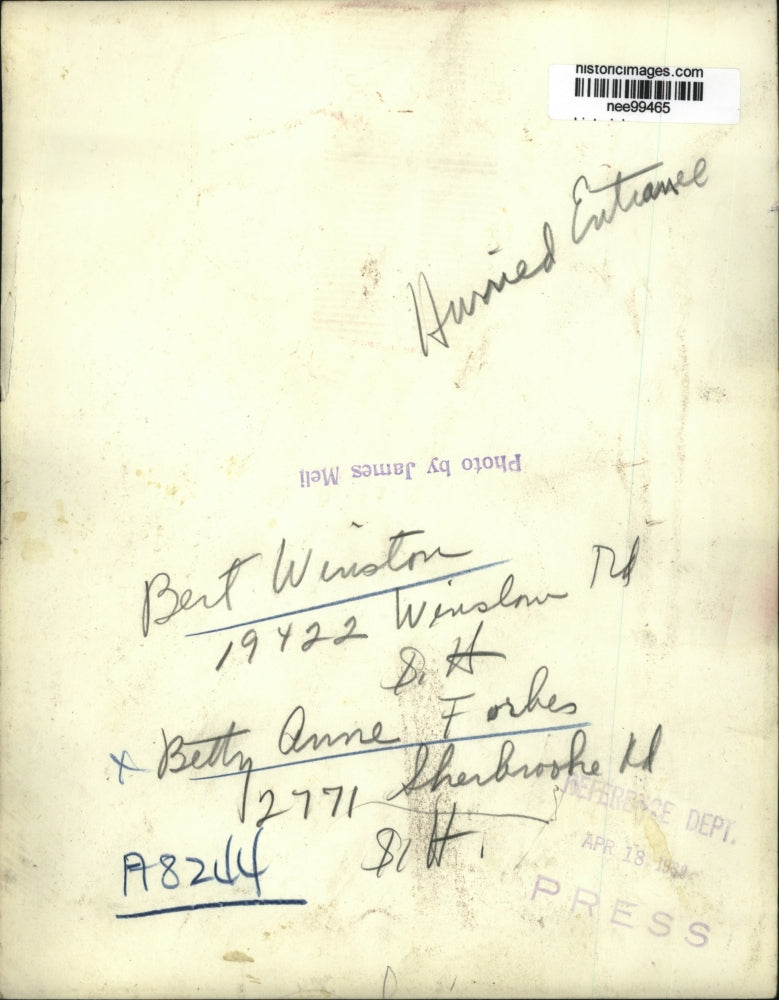 historicimages.com
nee99465
Hurried Entrance
Photo by James Meli
Bert Winston
19422 Winslow Rd
S. H
x Betty Anne Forbes
2771 Sherbrooke Rd
S. H.
A8244
REFERENCE DEPT.
APR 18
PRESS